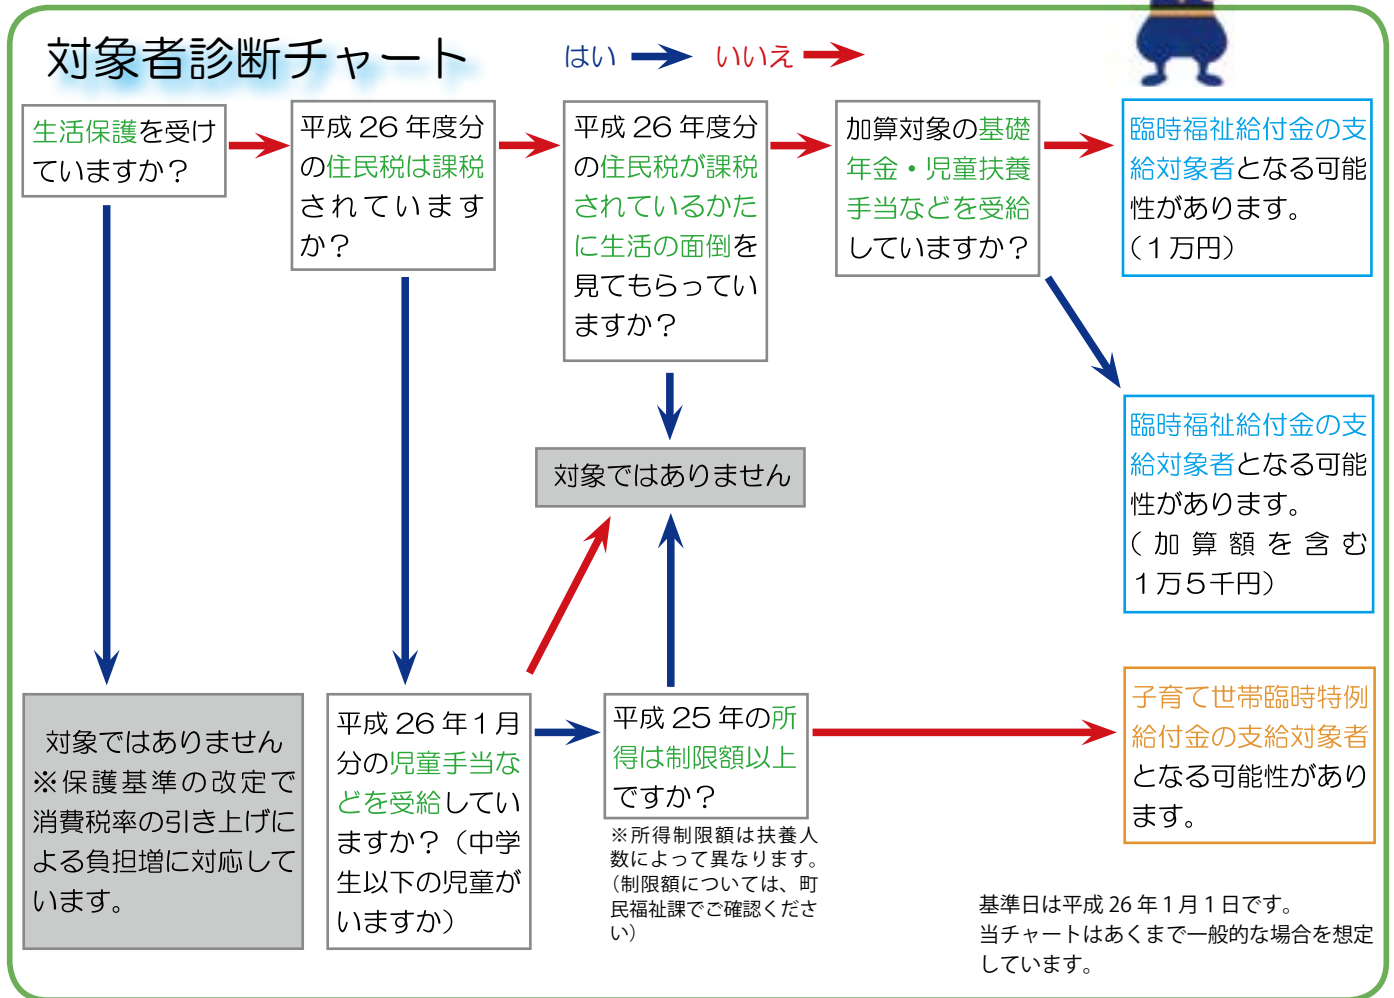 対象者診断チャート
はい
いいえ
生活保護を受け
ていますか？
平成 26 年度分
の住民税は課税
されています
か？
平成 26 年度分
の住民税が課税
されているかた
に生活の面倒を
見てもらってい
ますか？
加算対象の基礎
年金・児童扶養
手当などを受給
していますか？
臨時福祉給付金の支
給対象者となる可能
性があります。
（１万円）
臨時福祉給付金の支
給対象者となる可能
性があります。
（加算額を含む
１万５千円）
対象ではありません
対象ではありません
※保護基準の改定で
消費税率の引き上げに
よる負担増に対応して
います。
平成 26 年１月
分の児童手当な
どを受給してい
ますか？（中学
生以下の児童が
いますか）
平成 25 年の所
得は制限額以上
ですか？
※所得制限額は扶養人
数によって異なります。
（制限額については、町
民福祉課でご確認くださ
い）
子育て世帯臨時特例
給付金の支給対象者
となる可能性があり
ます。
基準日は平成 26 年１月１日です。
当チャートはあくまで一般的な場合を想定
しています。